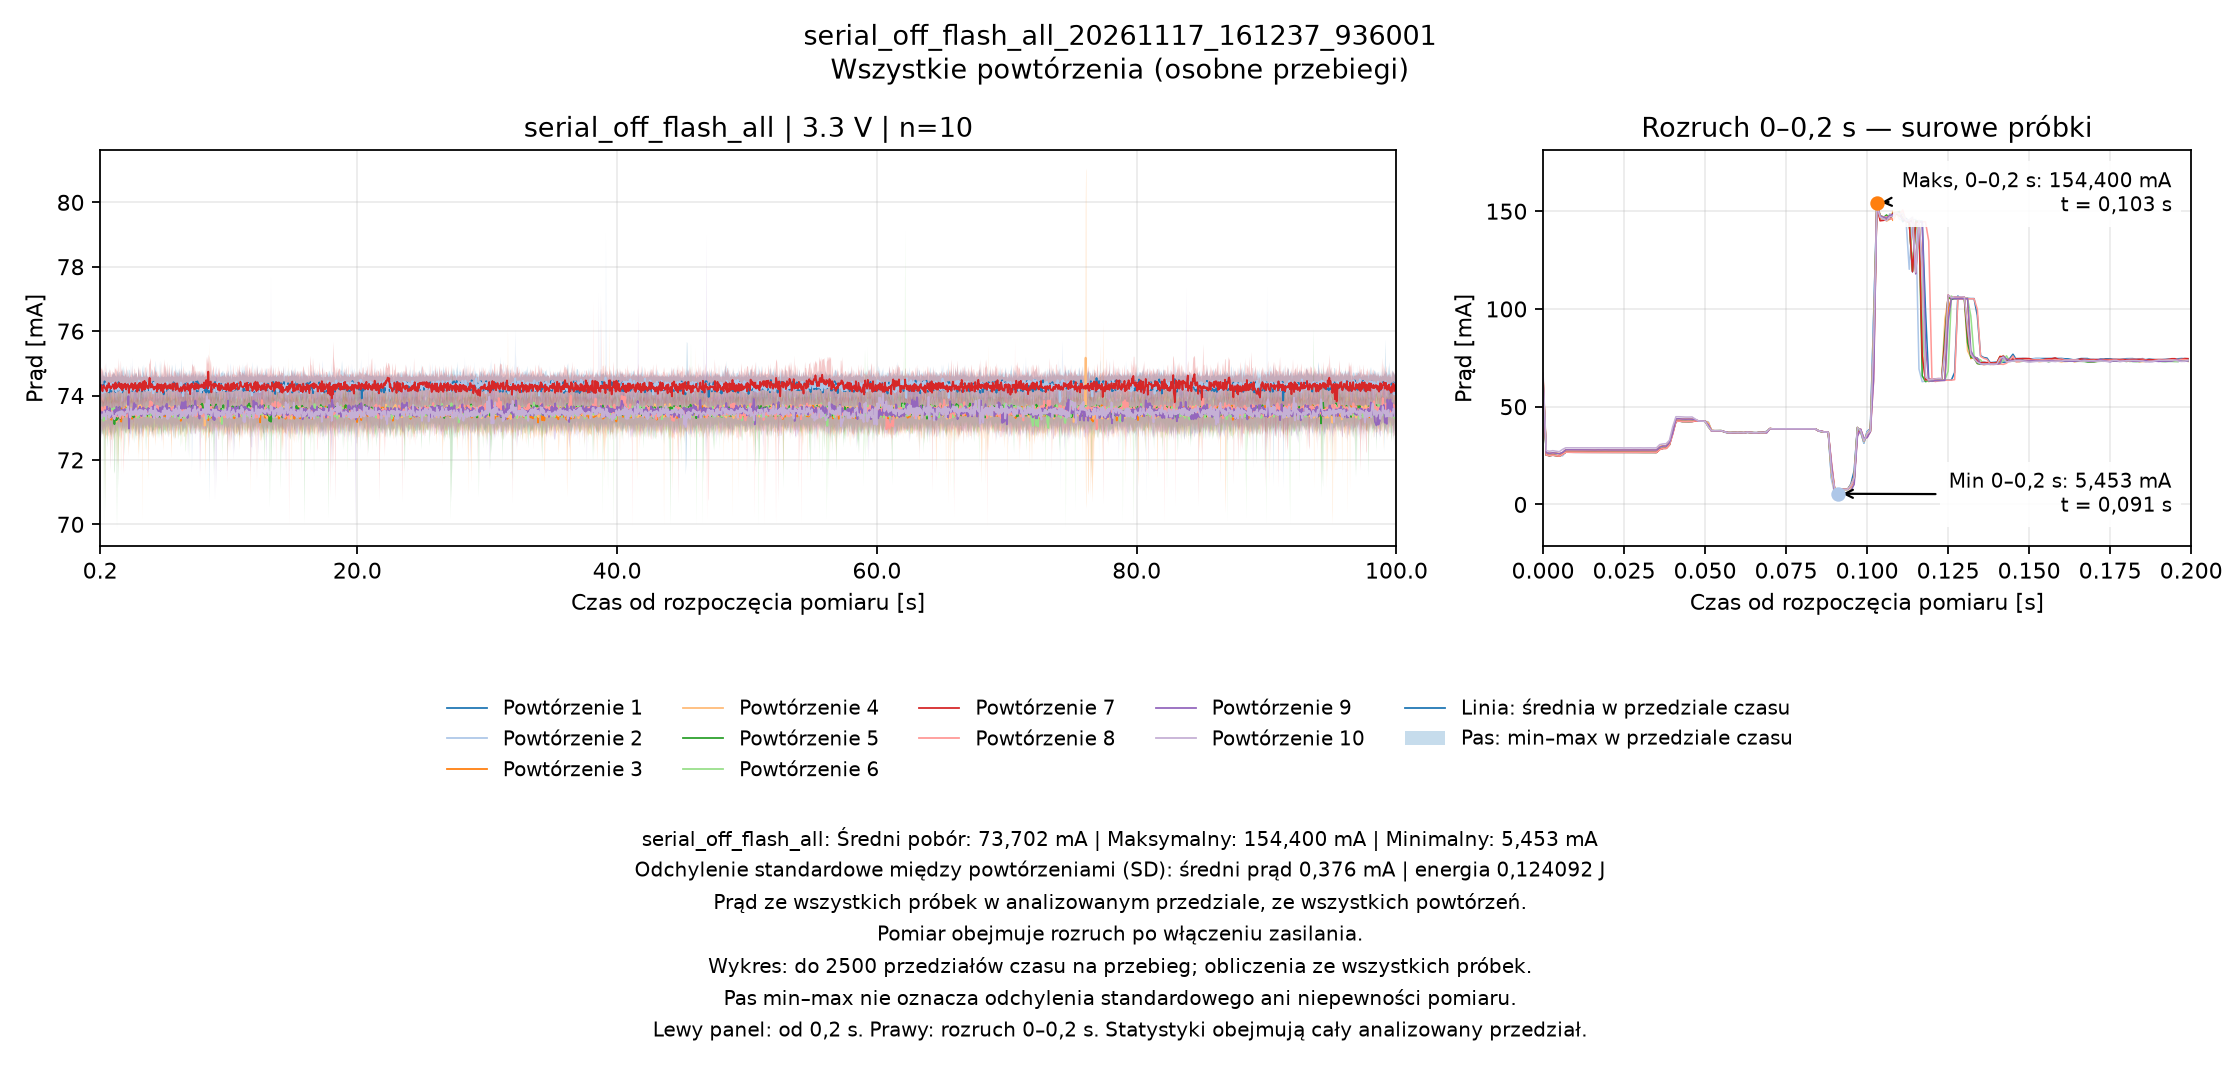 serial_off_flash_all_20261117_161237_936001
Wszystkie powtórzenia (osobne przebiegi)
serial_off_flash_all | 3.3 V | n=10
Prąd [mA]
80
78
76
74
72
70
0.2
20.0
40.0
60.0
80.0
100.0
Czas od rozpoczęcia pomiaru [s]
Rozruch 0–0,2 s — surowe próbki
Prąd [mA]
150
100
50
0
Maks, 0–0,2 s: 154,400 mA
t = 0,103 s
Min 0–0,2 s: 5,453 mA
t = 0,091 s
0.000
0.025
0.050
0.075
0.100
0.125
0.150
0.175
0.200
Czas od rozpoczęcia pomiaru [s]
Powtórzenie 1
Powtórzenie 2
Powtórzenie 3
Powtórzenie 4
Powtórzenie 5
Powtórzenie 6
Powtórzenie 7
Powtórzenie 8
Powtórzenie 9
Powtórzenie 10
Linia: średnia w przedziale czasu
Pas: min–max w przedziale czasu
serial_off_flash_all: Średni pobór: 73,702 mA | Maksymalny: 154,400 mA | Minimalny: 5,453 mA
Odchylenie standardowe między powtórzeniami (SD): średni prąd 0,376 mA | energia 0,124092 J
Prąd ze wszystkich próbek w analizowanym przedziale, ze wszystkich powtórzeń.
Pomiar obejmuje rozruch po włączeniu zasilania.
Wykres: do 2500 przedziałów czasu na przebieg; obliczenia ze wszystkich próbek.
Pas min–max nie oznacza odchylenia standardowego ani niepewności pomiaru.
Lewy panel: od 0,2 s. Prawy: rozruch 0–0,2 s. Statystyki obejmują cały analizowany przedział.